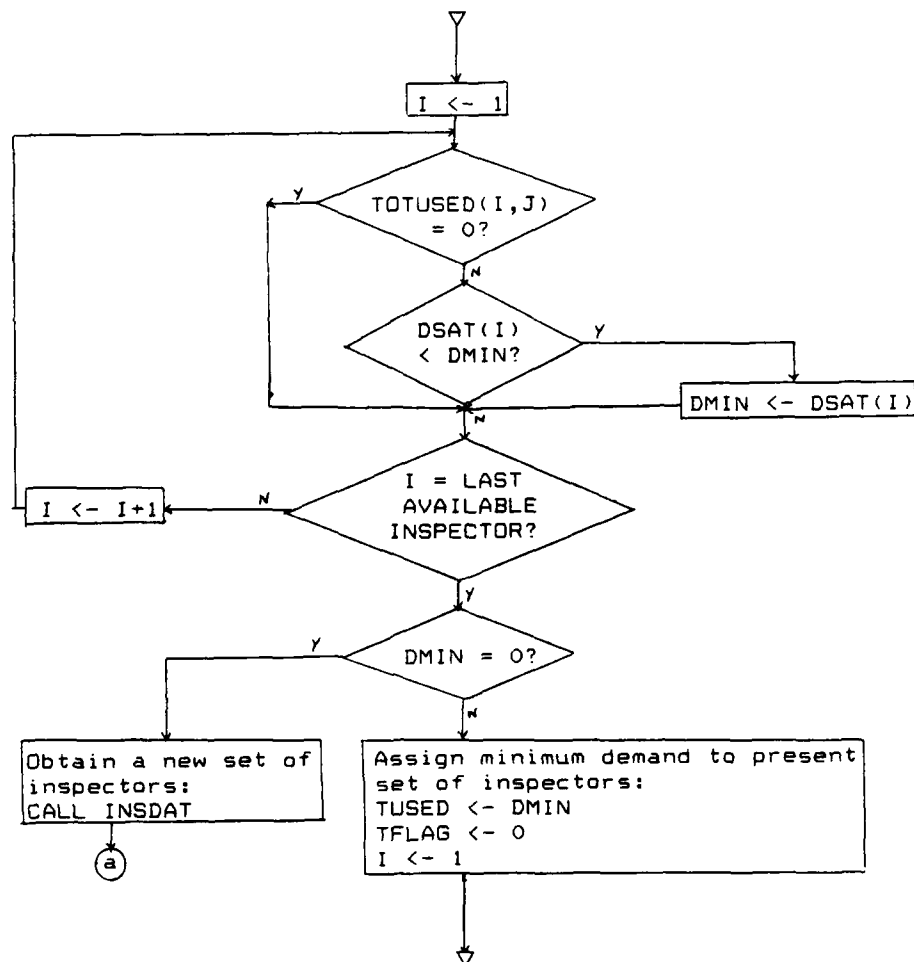 I <- 1
Y
TOTUSED(I,J)
= 0?
N
DSAT(I)
< DMIN?
Y
DMIN <- DSAT(I)
N
I = LAST
AVAILABLE
INSPECTOR?
N
I <- I+1
Y
DMIN = 0?
Y
N
Obtain a new set of
inspectors:
CALL INSDAT
a
Assign minimum demand to present
set of inspectors:
TUSED <- DMIN
TFLAG <- 0
I <- 1